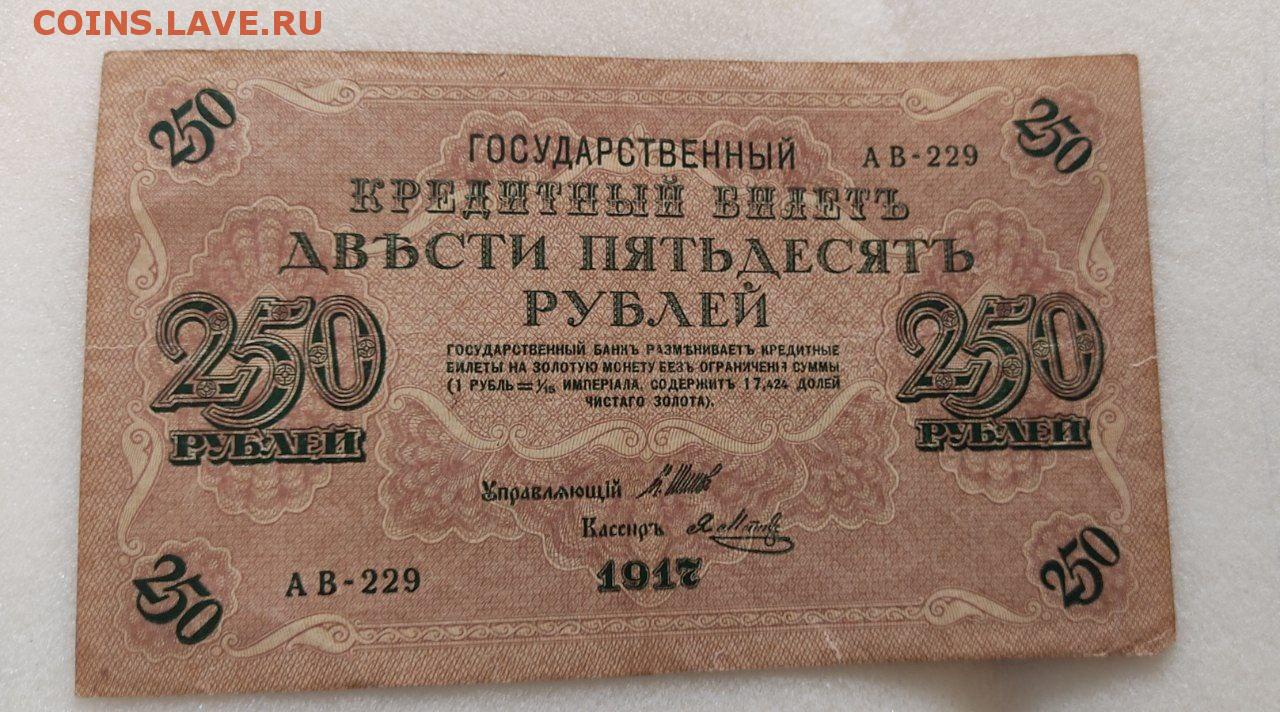 COINS.LAVE.RU
250
250
ГОСУДАРСТВЕННЫЙ
АВ-229
КРЕДИТНЫЙ БИЛЕТЪ
ДВѢСТИ ПЯТЬДЕСЯТЪ
РУБЛЕЙ
250
РУБЛЕЙ
250
РУБЛЕЙ
ГОСУДАРСТВЕННЫЙ БАНКЪ РАЗМѢНИВАЕТЪ КРЕДИТНЫЕ
БИЛЕТЫ НА ЗОЛОТУЮ МОНЕТУ БЕЗЪ ОГРАНИЧЕНІЯ СУММЫ
(1 РУБЛЬ = 1/15 ИМПЕРІАЛА, СОДЕРЖИТЪ 17,424 ДОЛЕЙ
ЧИСТАГО ЗОЛОТА).
Управляющій
Кассиръ
АВ-229
1917
250
250